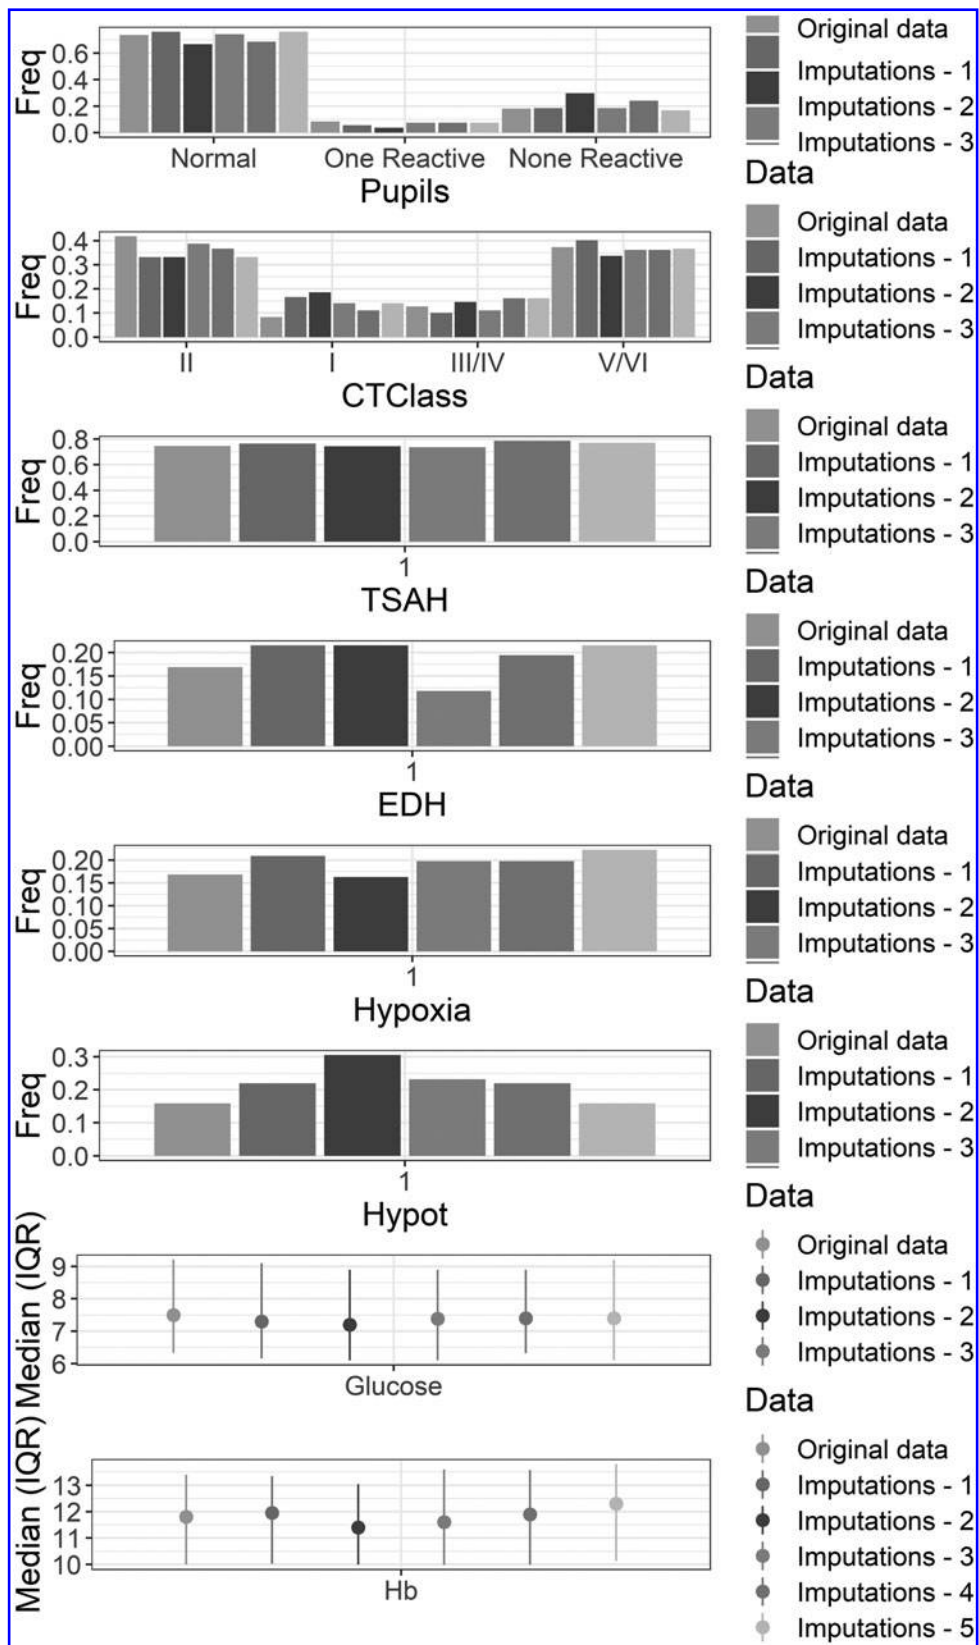 Freq
0.6
0.4
0.2
0.0
Normal
One Reactive
None Reactive
Pupils
Original data
Imputations - 1
Imputations - 2
Imputations - 3
Data
Freq
0.4
0.3
0.2
0.1
0.0
II
I
III/IV
V/VI
CTClass
Original data
Imputations - 1
Imputations - 2
Imputations - 3
Data
Freq
0.8
0.6
0.4
0.2
0.0
1
TSAH
Original data
Imputations - 1
Imputations - 2
Imputations - 3
Data
Freq
0.20
0.15
0.10
0.05
0.00
1
EDH
Original data
Imputations - 1
Imputations - 2
Imputations - 3
Data
Freq
0.20
0.15
0.10
0.05
0.00
1
Hypoxia
Original data
Imputations - 1
Imputations - 2
Imputations - 3
Data
Freq
0.3
0.2
0.1
0.0
1
Hypot
Original data
Imputations - 1
Imputations - 2
Imputations - 3
Data
Median (IQR)
9
8
7
6
Glucose
Original data
Imputations - 1
Imputations - 2
Imputations - 3
Data
Median (IQR)
13
12
11
10
Hb
Original data
Imputations - 1
Imputations - 2
Imputations - 3
Imputations - 4
Imputations - 5